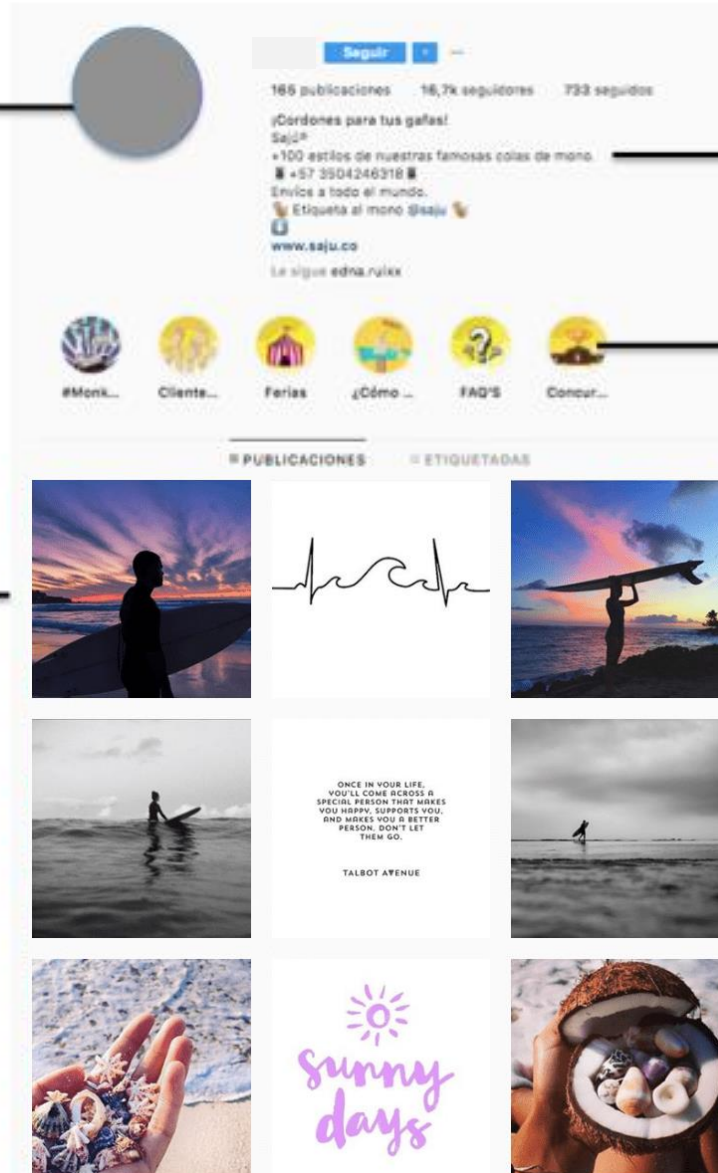 Seguir
165 publicaciones 16,7k seguidores 733 seguidos
¡Cordones para tus gafas!
Sajú®
+100 estilos de nuestras famosas colas de mono.
+57 3504246318
Envíos a todo el mundo.
Etiqueta al mono @saju
www.saju.co
Le sigue edna.ruixx
#Monk... Cliente... Ferias ¿Cómo ... FAQ'S Concur...
PUBLICACIONES ETIQUETADAS
ONCE IN YOUR LIFE,
YOU'LL COME ACROSS A
SPECIAL PERSON THAT MAKES
YOU HAPPY, SUPPORTS YOU,
AND MAKES YOU A BETTER
PERSON. DON'T LET
THEM GO.
TALBOT AVENUE
sunny
days